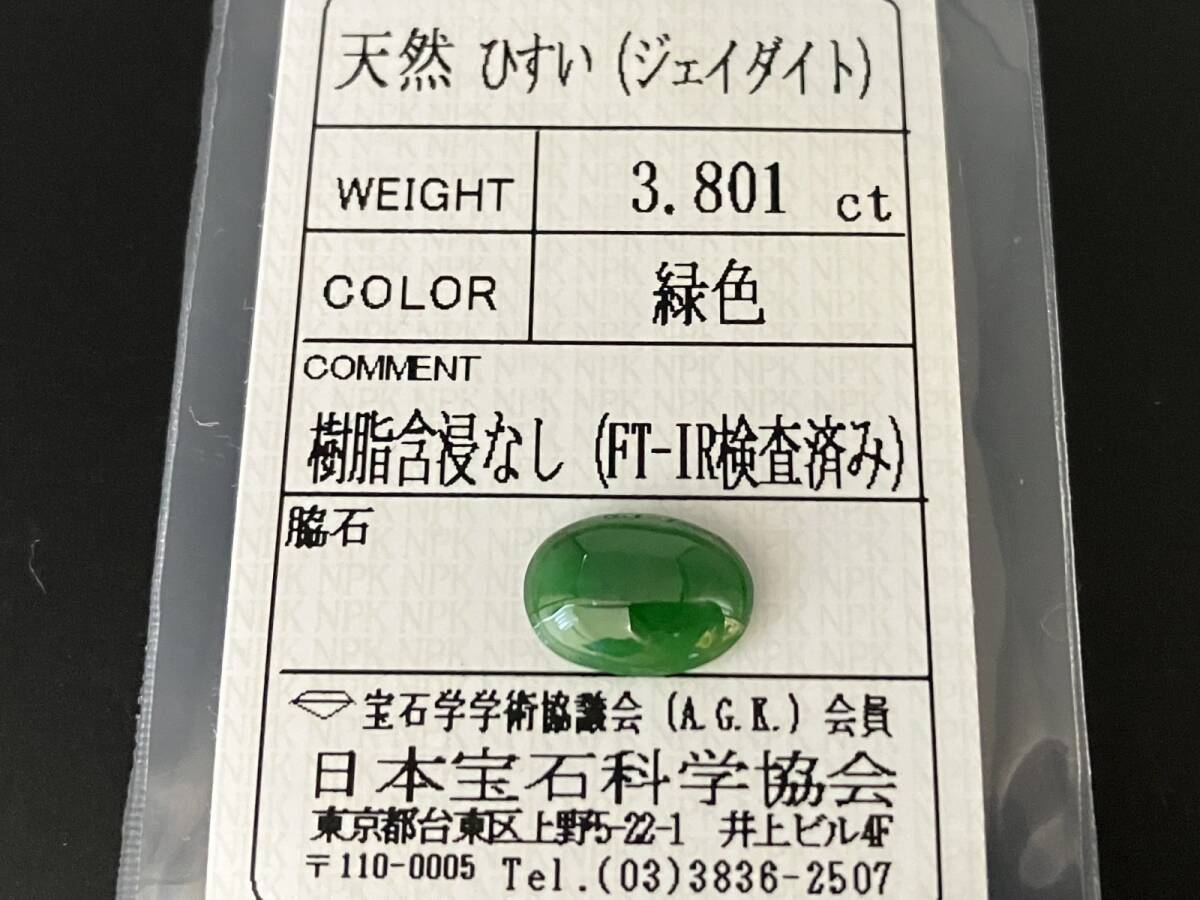 天然 ひすい (ジェイダイト)
WEIGHT 3.801 ct
COLOR 緑色
COMMENT
樹脂含浸なし (FT-IR検査済み)
脇石
宝石学学術協議会 (A.G.K.) 会員
日本宝石科学協会
東京都台東区上野5-22-1 井上ビル4F
〒110-0005 Tel.(03)3836-2507